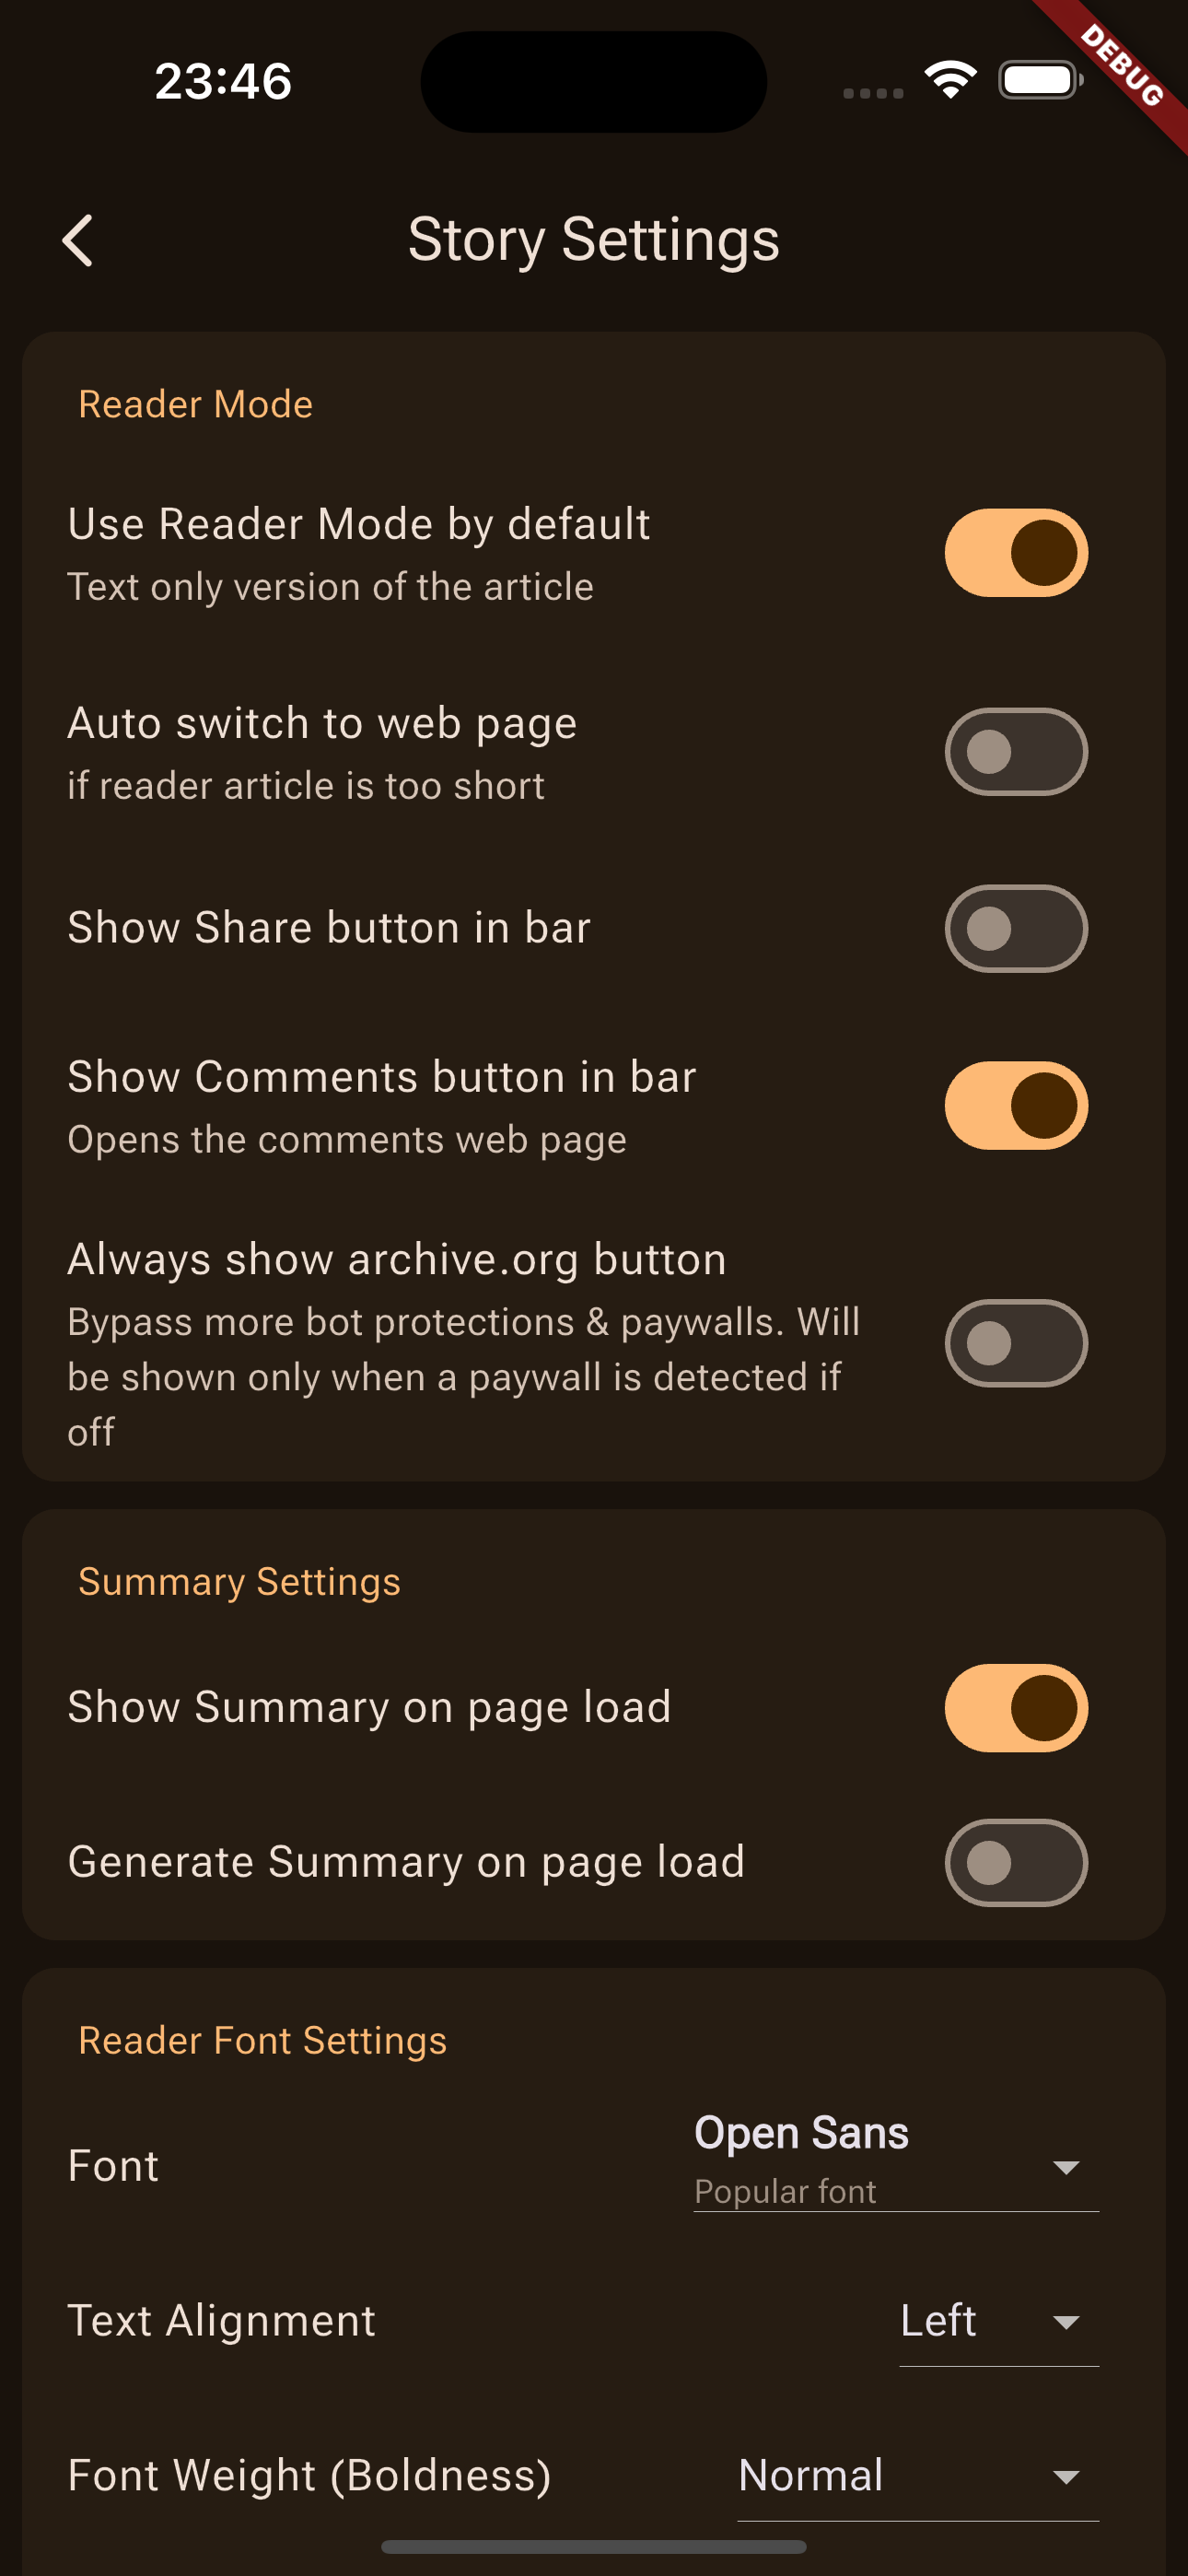 23:46
DEBUG
Story Settings
Reader Mode
Use Reader Mode by default
Text only version of the article
Auto switch to web page
if reader article is too short
Show Share button in bar
Show Comments button in bar
Opens the comments web page
Always show archive.org button
Bypass more bot protections & paywalls. Will
be shown only when a paywall is detected if
off
Summary Settings
Show Summary on page load
Generate Summary on page load
Reader Font Settings
Font
Open Sans
Popular font
Text Alignment
Left
Font Weight (Boldness)
Normal